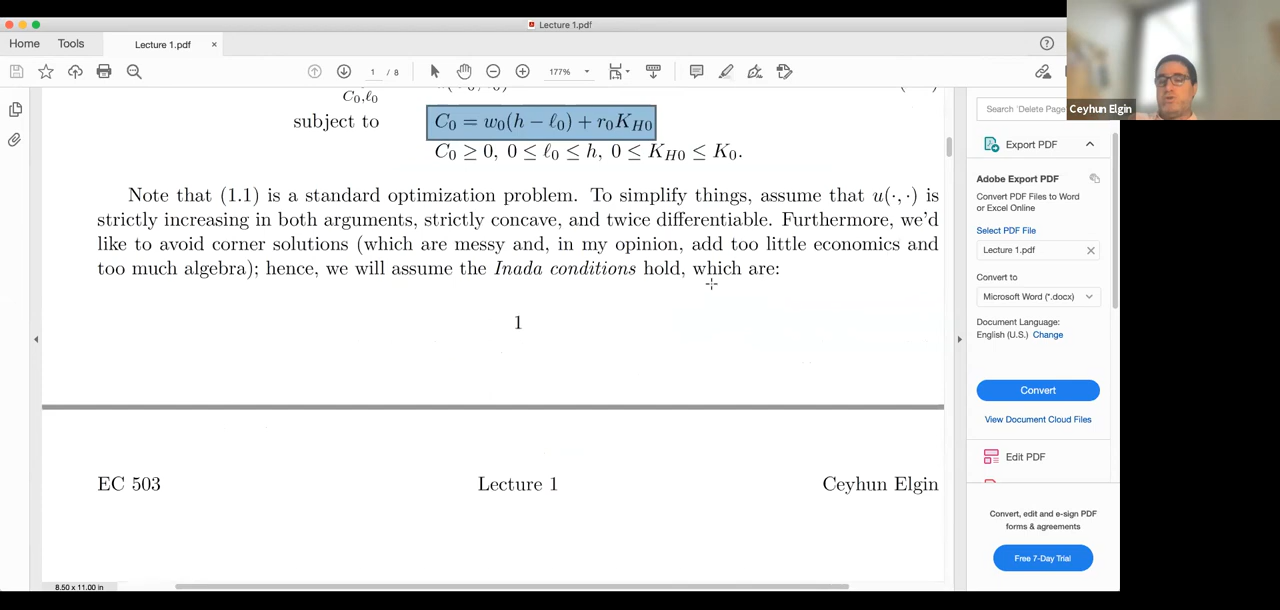 Lecture 1.pdf
Home Tools Lecture 1.pdf ×
1 / 8 177%
Ceyhun Elgin
C₀,ℓ₀
subject to C₀ = w₀(h − ℓ₀) + r₀K_H0
C₀ ≥ 0, 0 ≤ ℓ₀ ≤ h, 0 ≤ K_H0 ≤ K₀.
Note that (1.1) is a standard optimization problem. To simplify things, assume that u(·, ·) is
strictly increasing in both arguments, strictly concave, and twice differentiable. Furthermore, we'd
like to avoid corner solutions (which are messy and, in my opinion, add too little economics and
too much algebra); hence, we will assume the Inada conditions hold, which are:
1
EC 503 Lecture 1 Ceyhun Elgin
8.50 x 11.00 in
Search 'Delete Page
Export PDF
Adobe Export PDF
Convert PDF Files to Word
or Excel Online
Select PDF File
Lecture 1.pdf ×
Convert to
Microsoft Word (*.docx)
Document Language:
English (U.S.) Change
Convert
View Document Cloud Files
Edit PDF
Convert, edit and e-sign PDF
forms & agreements
Free 7-Day Trial